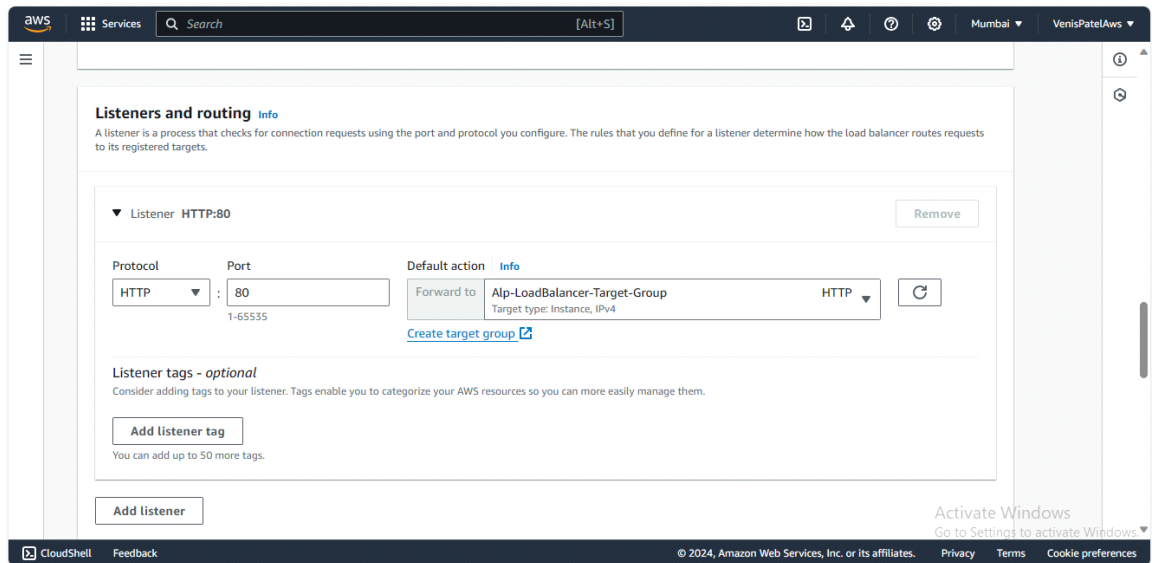 aws
Services
Search
[Alt+S]
Mumbai
VenisPatelAws
Listeners and routing Info
A listener is a process that checks for connection requests using the port and protocol you configure. The rules that you define for a listener determine how the load balancer routes requests
to its registered targets.
Listener HTTP:80
Remove
Protocol
Port
Default action Info
HTTP
:
80
Forward to
Alp-LoadBalancer-Target-Group
HTTP
Target type: Instance, IPv4
1-65535
Create target group
Listener tags - optional
Consider adding tags to your listener. Tags enable you to categorize your AWS resources so you can more easily manage them.
Add listener tag
You can add up to 50 more tags.
Add listener
Activate Windows
Go to Settings to activate Windows.
CloudShell
Feedback
© 2024, Amazon Web Services, Inc. or its affiliates.
Privacy
Terms
Cookie preferences